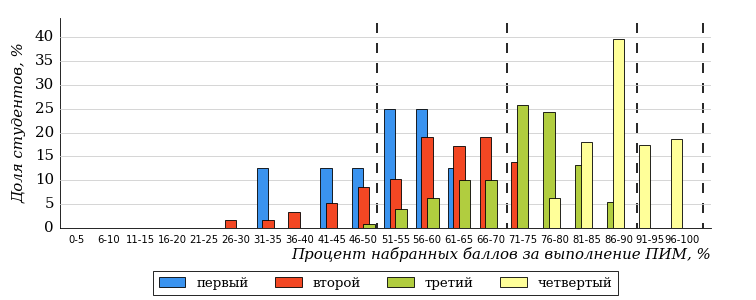 Доля студентов, %
40
35
30
25
20
15
10
5
0
0-5 6-10 11-15 16-20 21-25 26-30 31-35 36-40 41-45 46-50 51-55 56-60 61-65 66-70 71-75 76-80 81-85 86-90 91-95 96-100
Процент набранных баллов за выполнение ПИМ, %
первый второй третий четвертый